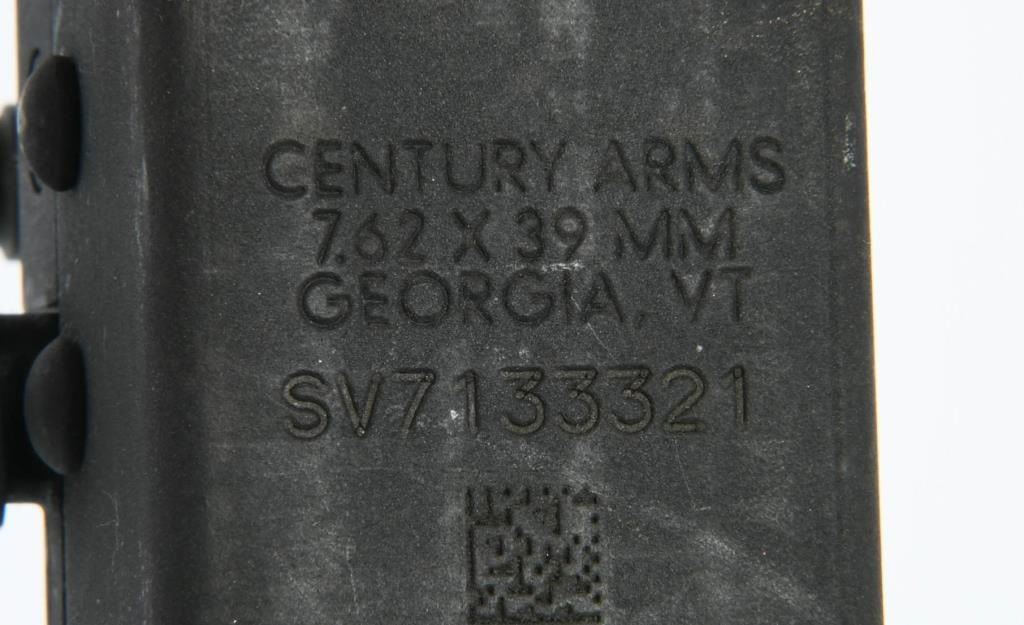 CENTURY ARMS
7.62 X 39 MM
GEORGIA, VT
SV7133321